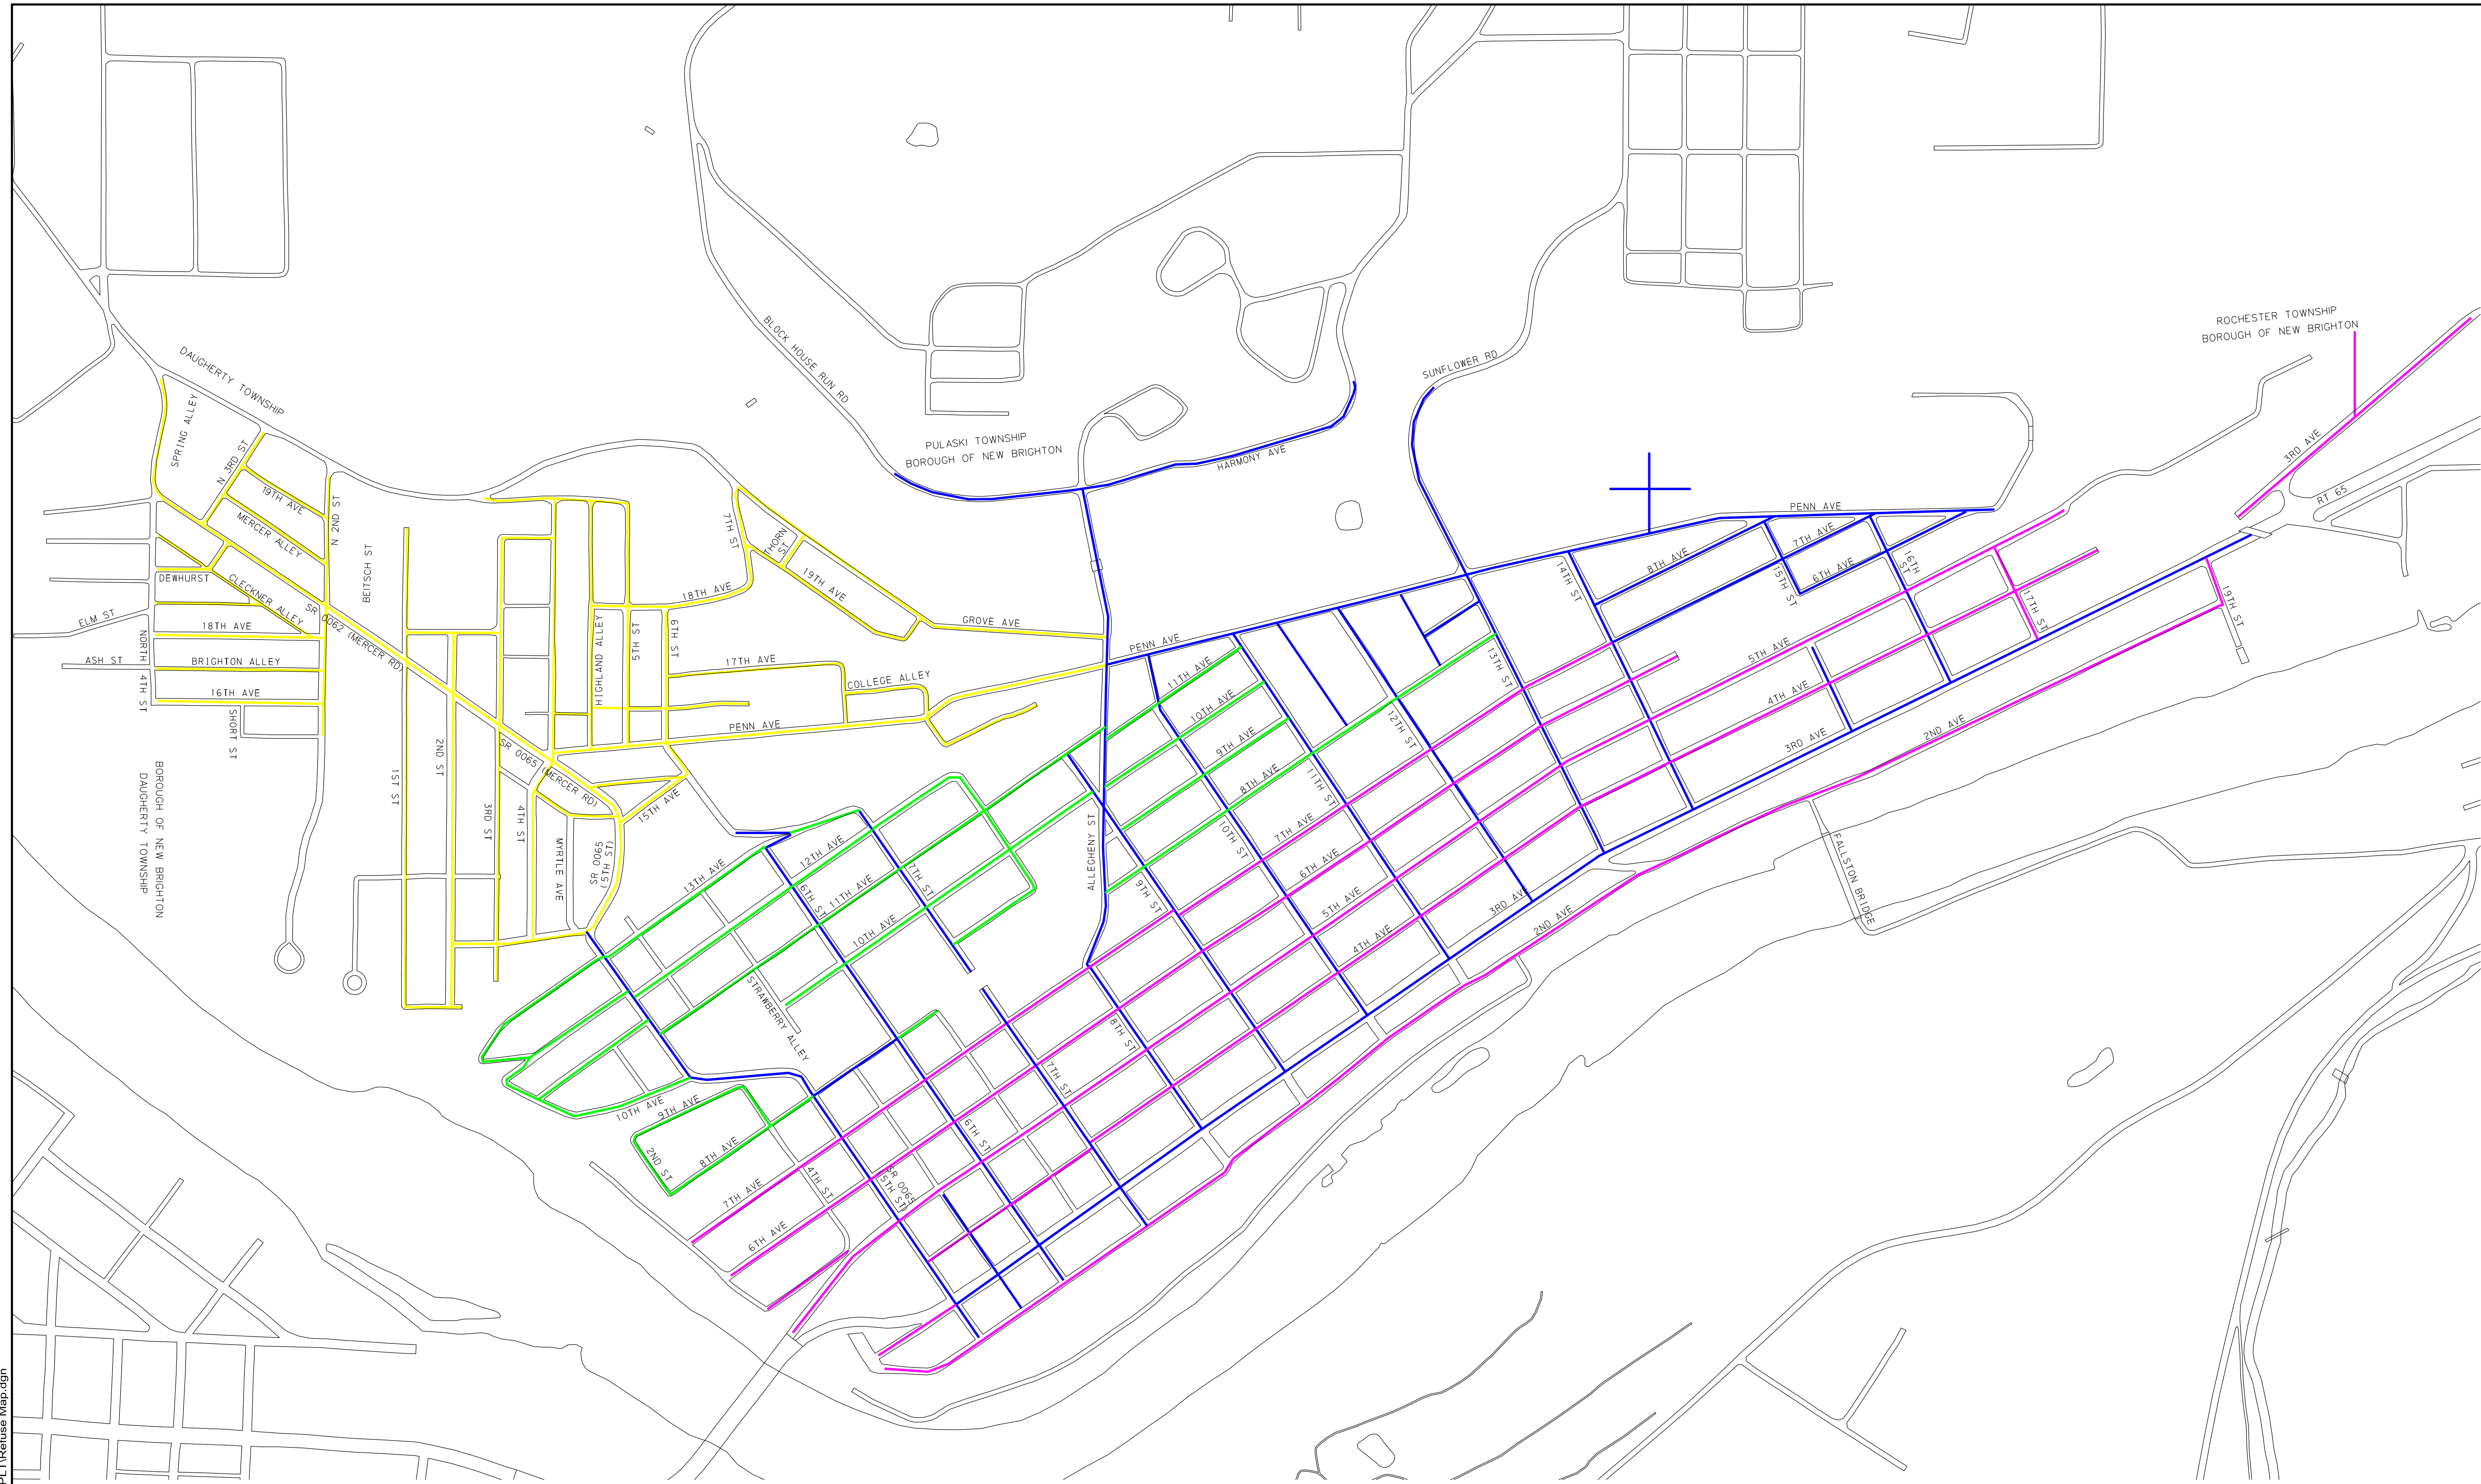 ROCHESTER TOWNSHIP
BOROUGH OF NEW BRIGHTON
3RD AVE
RT 65
BLOCK HOUSE RUN RD
DAUGHERTY TOWNSHIP
SUNFLOWER RD
PULASKI TOWNSHIP
BOROUGH OF NEW BRIGHTON
HARMONY AVE
SPRING ALLEY
N 3RD ST
19TH AVE
MERCER ALLEY
N 2ND ST
BEITSCH ST
DEWHURST
CLECKNER ALLEY
SR 0062 (MERCER RD)
ELM ST
18TH AVE
NORTH 4TH ST
ASH ST
BRIGHTON ALLEY
16TH AVE
SHORT ST
7TH ST
THORN
ST
19TH AVE
18TH AVE
HIGHLAND ALLEY
5TH ST
6TH ST
17TH AVE
COLLEGE ALLEY
GROVE AVE
PENN AVE
PENN AVE
PENN AVE
8TH AVE
7TH AVE
6TH AVE
14TH ST
15TH ST
16TH
ST
17TH ST
19TH ST
5TH AVE
4TH AVE
3RD AVE
2ND AVE
FALLSTON BRIDGE
BOROUGH OF NEW BRIGHTON
DAUGHERTY TOWNSHIP
1ST ST
2ND ST
3RD ST
4TH ST
SR 0065 (MERCER RD)
15TH AVE
MYRTLE AVE
SR 0065
(5TH ST)
13TH AVE
12TH AVE
11TH AVE
10TH AVE
6TH ST
7TH ST
STRAWBERRY ALLEY
ALLEGHENY ST
11TH AVE
10TH AVE
9TH AVE
8TH AVE
7TH AVE
6TH AVE
5TH AVE
4TH AVE
3RD AVE
2ND AVE
13TH ST
12TH ST
11TH ST
10TH ST
9TH ST
8TH ST
7TH ST
6TH ST
SR 0065
(5TH ST)
4TH ST
10TH AVE
9TH AVE
2ND ST
8TH AVE
7TH AVE
6TH AVE
PLT\Refuse Map.dgn